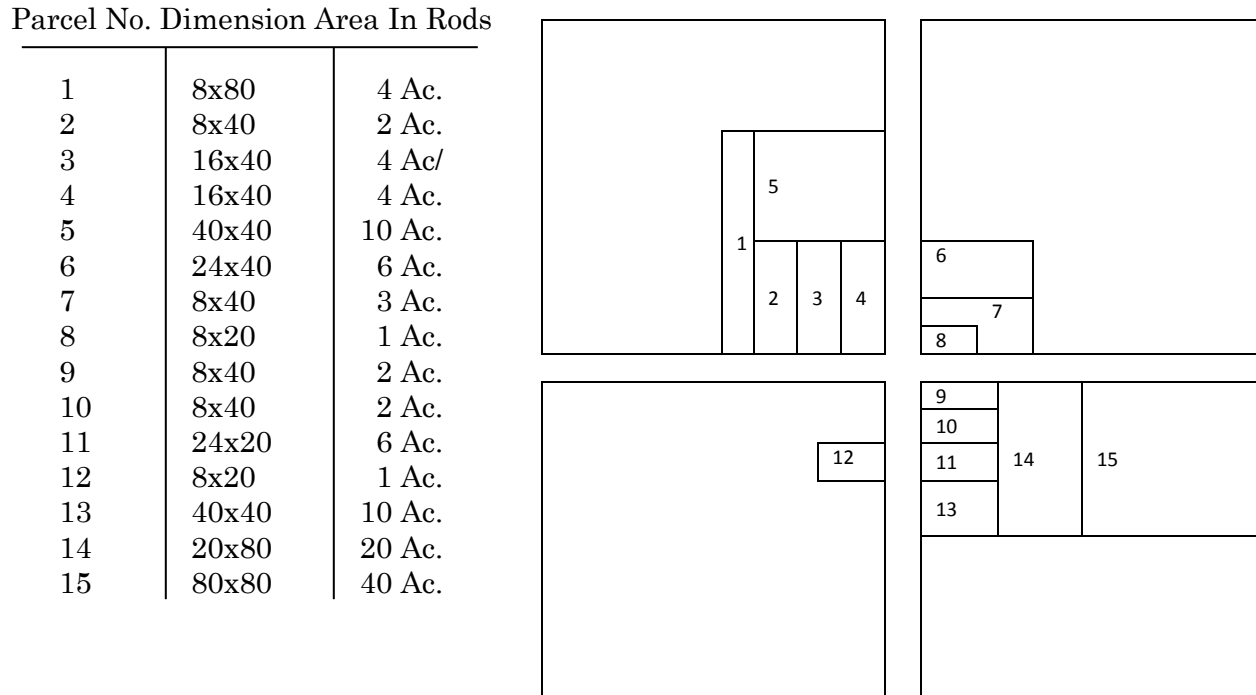 Parcel No. Dimension Area In Rods
1 8x80 4 Ac.
2 8x40 2 Ac.
3 16x40 4 Ac/
4 16x40 4 Ac.
5 40x40 10 Ac.
6 24x40 6 Ac.
7 8x40 3 Ac.
8 8x20 1 Ac.
9 8x40 2 Ac.
10 8x40 2 Ac.
11 24x20 6 Ac.
12 8x20 1 Ac.
13 40x40 10 Ac.
14 20x80 20 Ac.
15 80x80 40 Ac.
5
1
2 3 4
6
7
8
9
10
12
11 14 15
13